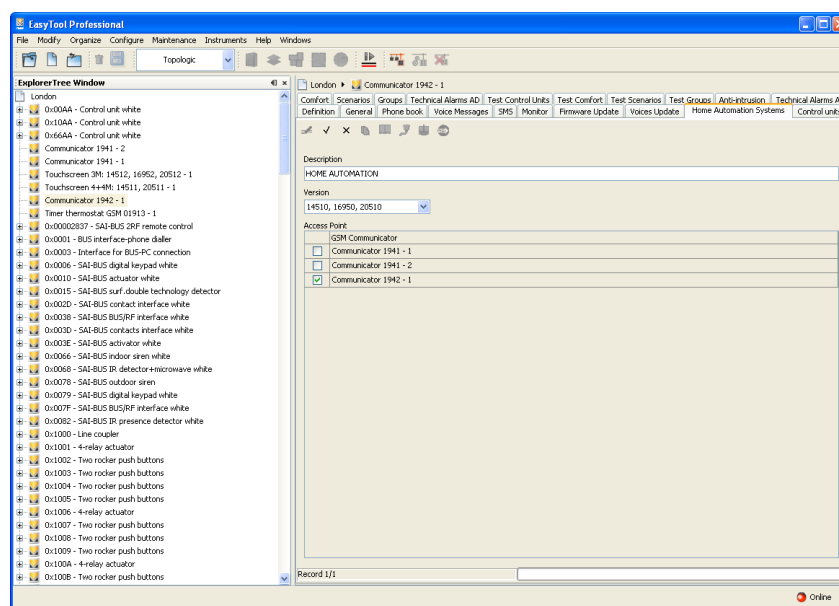 EasyTool Professional
File Modify Organize Configure Maintenance Instruments Help Windows
Topologic
ExplorerTree Window
London
0x00AA - Control unit white
0x10AA - Control unit white
0x66AA - Control unit white
Communicator 1941 - 2
Communicator 1941 - 1
Touchscreen 3M: 14512, 16952, 20512 - 1
Touchscreen 4+4M: 14511, 20511 - 1
Communicator 1942 - 1
Timer thermostat GSM 01913 - 1
0x00002837 - SAI-BUS 2RF remote control
0x0001 - BUS interface-phone dialler
0x0003 - Interface for BUS-PC connection
0x0006 - SAI-BUS digital keypad white
0x0010 - SAI-BUS actuator white
0x0015 - SAI-BUS surf.double technology detector
0x002D - SAI-BUS contact interface white
0x0038 - SAI-BUS BUS/RF interface white
0x003D - SAI-BUS contacts interface white
0x003E - SAI-BUS activator white
0x0066 - SAI-BUS indoor siren white
0x0068 - SAI-BUS IR detector+microwave white
0x0078 - SAI-BUS outdoor siren
0x0079 - SAI-BUS digital keypad white
0x007F - SAI-BUS BUS/RF interface white
0x0082 - SAI-BUS IR presence detector white
0x1000 - Line coupler
0x1001 - 4-relay actuator
0x1002 - Two rocker push buttons
0x1003 - Two rocker push buttons
0x1004 - Two rocker push buttons
0x1005 - Two rocker push buttons
0x1006 - 4-relay actuator
0x1007 - Two rocker push buttons
0x1008 - Two rocker push buttons
0x1009 - Two rocker push buttons
0x100A - 4-relay actuator
0x100B - Two rocker push buttons
London Communicator 1942 - 1
Comfort Scenarios Groups Technical Alarms AD Test Control Units Test Comfort Test Scenarios Test Groups Anti-intrusion Technical Alarms A
Definition General Phone book Voice Messages SMS Monitor Firmware Update Voices Update Home Automation Systems Control units
Description
HOME AUTOMATION
Version
14510, 16950, 20510
Access Point
GSM Communicator
Communicator 1941 - 1
Communicator 1941 - 2
Communicator 1942 - 1
Record 1/1
Online